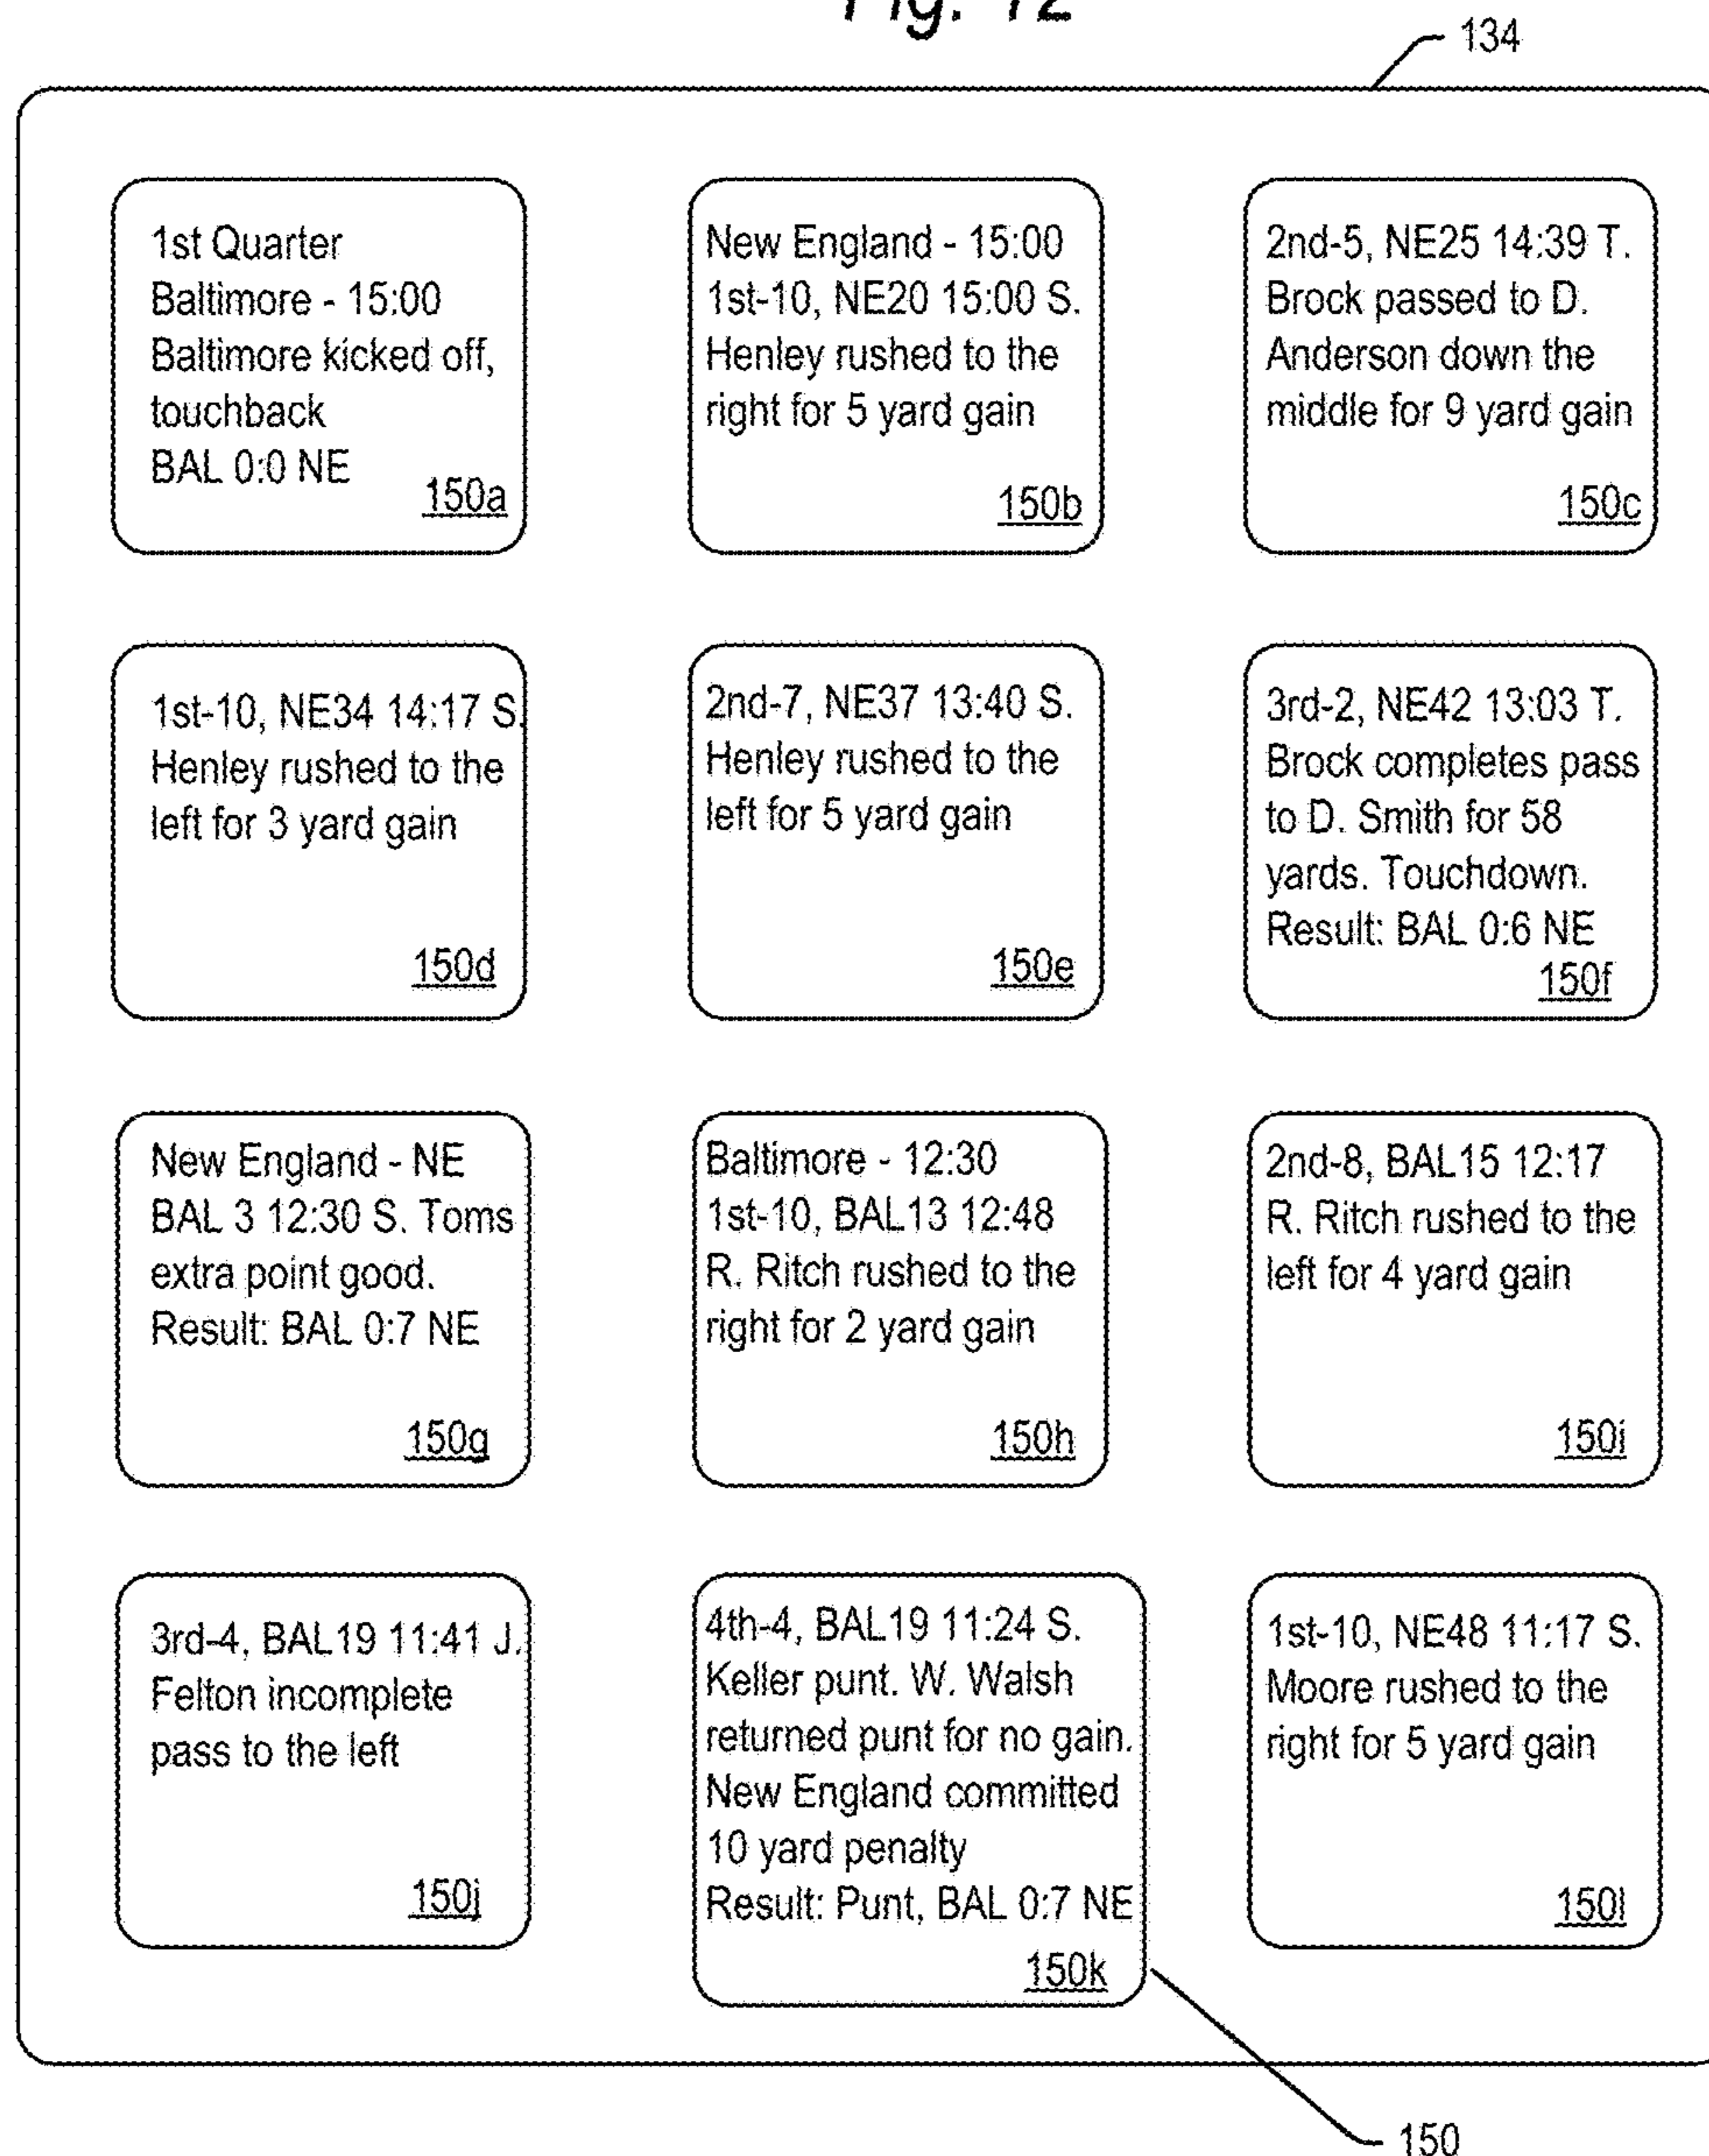 Fig. 12
134
1st Quarter
Baltimore - 15:00
Baltimore kicked off,
touchback
BAL 0:0 NE
150a
New England - 15:00
1st-10, NE20 15:00 S.
Henley rushed to the
right for 5 yard gain
150b
2nd-5, NE25 14:39 T.
Brock passed to D.
Anderson down the
middle for 9 yard gain
150c
1st-10, NE34 14:17 S.
Henley rushed to the
left for 3 yard gain
150d
2nd-7, NE37 13:40 S.
Henley rushed to the
left for 5 yard gain
150e
3rd-2, NE42 13:03 T.
Brock completes pass
to D. Smith for 58
yards. Touchdown.
Result: BAL 0:6 NE
150f
New England - NE
BAL 3 12:30 S. Toms
extra point good.
Result: BAL 0:7 NE
150g
Baltimore - 12:30
1st-10, BAL13 12:48
R. Ritch rushed to the
right for 2 yard gain
150h
2nd-8, BAL15 12:17
R. Ritch rushed to the
left for 4 yard gain
150i
3rd-4, BAL19 11:41 J.
Felton incomplete
pass to the left
150j
4th-4, BAL19 11:24 S.
Keller punt. W. Walsh
returned punt for no gain.
New England committed
10 yard penalty
Result: Punt, BAL 0:7 NE
150k
1st-10, NE48 11:17 S.
Moore rushed to the
right for 5 yard gain
150l
150